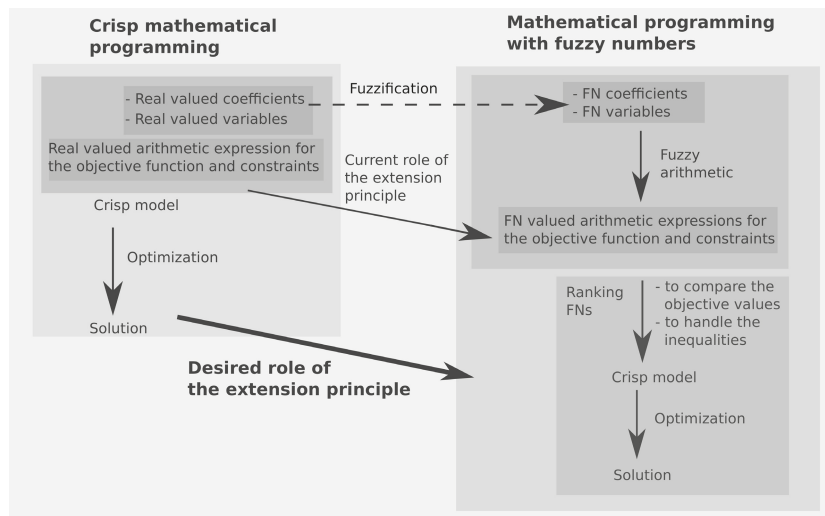 Crisp mathematical
programming
- Real valued coefficients
- Real valued variables
Real valued arithmetic expression for
the objective function and constraints
Crisp model
Optimization
Solution
Fuzzification
Current role of
the extension
principle
Desired role of
the extension principle
Mathematical programming
with fuzzy numbers
- FN coefficients
- FN variables
Fuzzy
arithmetic
FN valued arithmetic expressions for
the objective function and constraints
Ranking
FNs
- to compare the
objective values
- to handle the
inequalities
Crisp model
Optimization
Solution